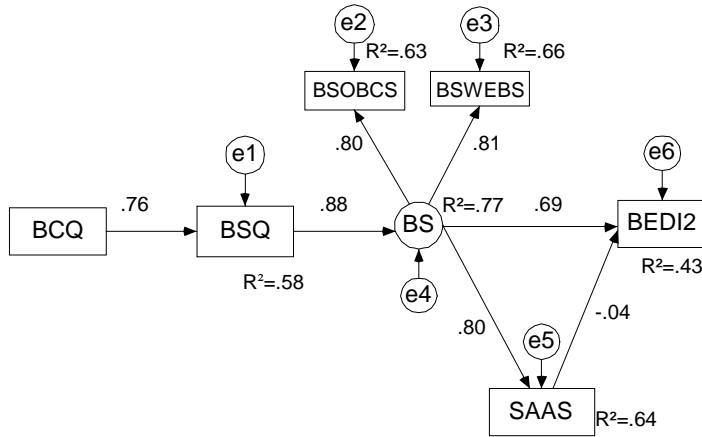 e2
R²=.63
e3
R²=.66
BSOBCS
BSWEBS
.80
.81
e1
e6
.76
BCQ
BSQ
.88
BS
R²=.77
.69
BEDI2
R²=.58
R²=.43
e4
.80
e5
-.04
SAAS
R²=.64